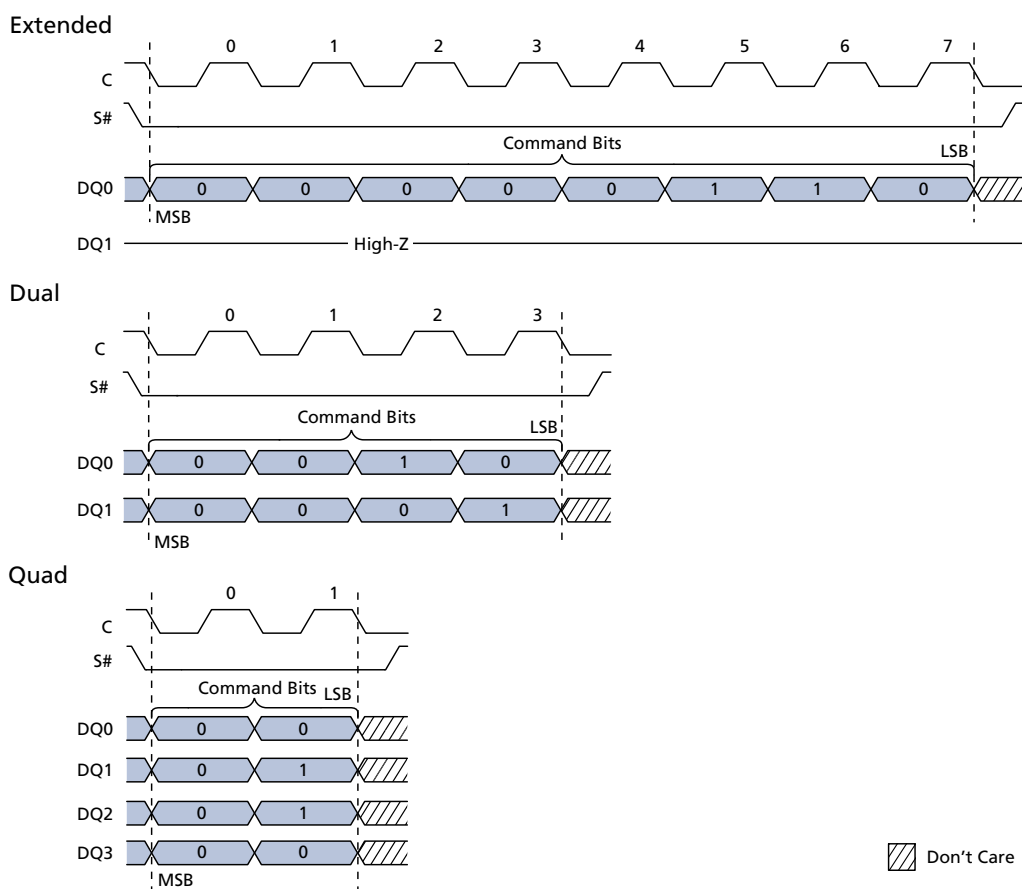 Extended
0 1 2 3 4 5 6 7
C
S#
Command Bits LSB
DQ0 0 0 0 0 0 1 1 0
MSB
DQ1 High-Z
Dual
0 1 2 3
C
S#
Command Bits LSB
DQ0 0 0 1 0
DQ1 0 0 0 1
MSB
Quad
0 1
C
S#
Command Bits LSB
DQ0 0 0
DQ1 0 1
DQ2 0 1
DQ3 0 0
MSB
Don't Care